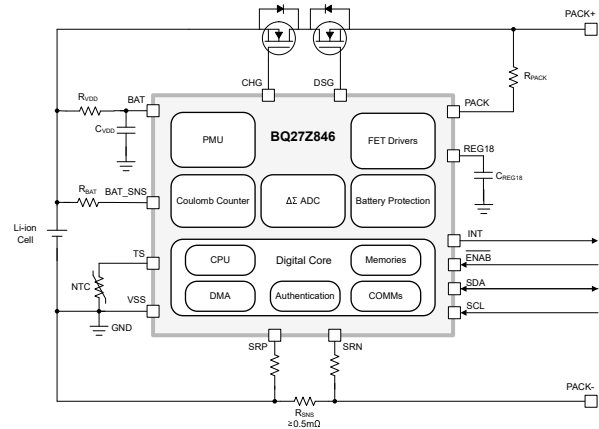 PACK+
CHG
DSG
RPACK
RVDD
BAT
CVDD
PACK
BQ27Z846
PMU
FET Drivers
REG18
CREG18
RBAT
BAT_SNS
Coulomb Counter
ΔΣ ADC
Battery Protection
Li-ion
Cell
INT
TS
CPU
Digital Core
Memories
ENAB
NTC
DMA
Authentication
COMMs
SDA
VSS
SCL
GND
SRP
SRN
PACK-
RSNS
≥0.5mΩ